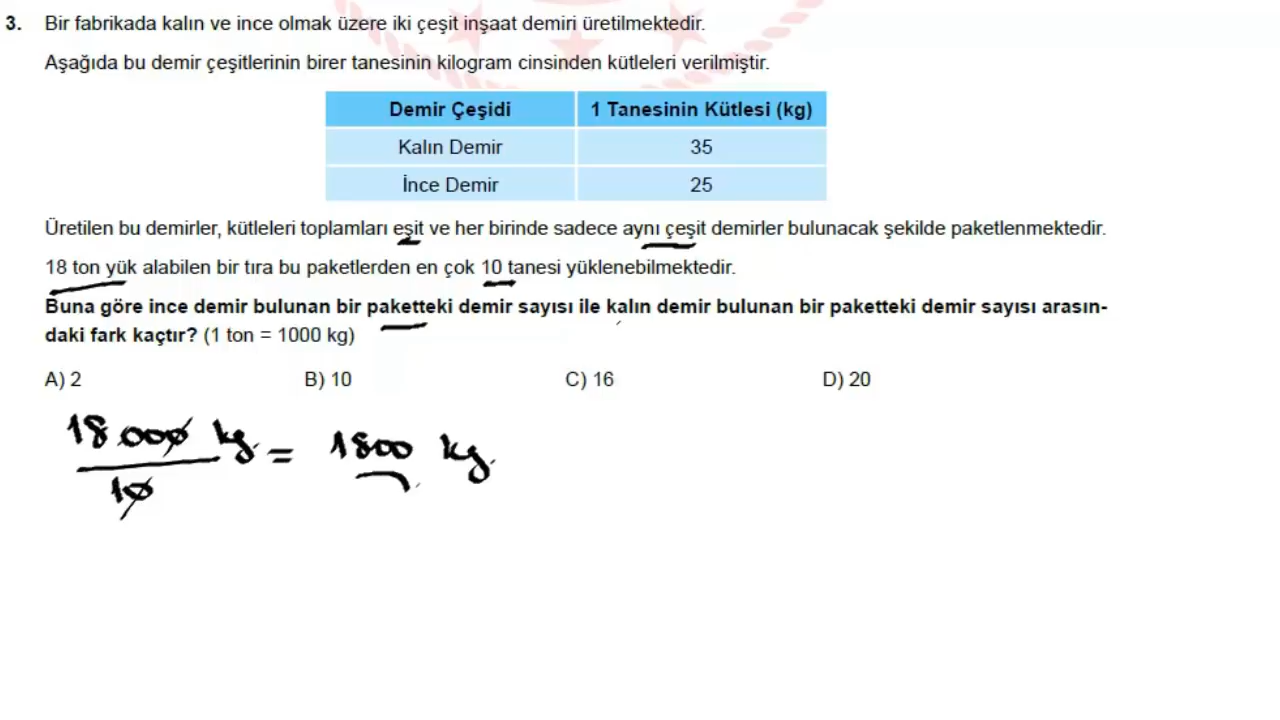 3. Bir fabrikada kalın ve ince olmak üzere iki çeşit inşaat demiri üretilmektedir.
Aşağıda bu demir çeşitlerinin birer tanesinin kilogram cinsinden kütleleri verilmiştir.
Demir Çeşidi 1 Tanesinin Kütlesi (kg)
Kalın Demir 35
İnce Demir 25
Üretilen bu demirler, kütleleri toplamları eşit ve her birinde sadece aynı çeşit demirler bulunacak şekilde paketlenmektedir.
18 ton yük alabilen bir tıra bu paketlerden en çok 10 tanesi yüklenebilmektedir.
Buna göre ince demir bulunan bir paketteki demir sayısı ile kalın demir bulunan bir paketteki demir sayısı arasın-
daki fark kaçtır? (1 ton = 1000 kg)
A) 2 B) 10 C) 16 D) 20
18 000 kg. = 1800 kg.
10